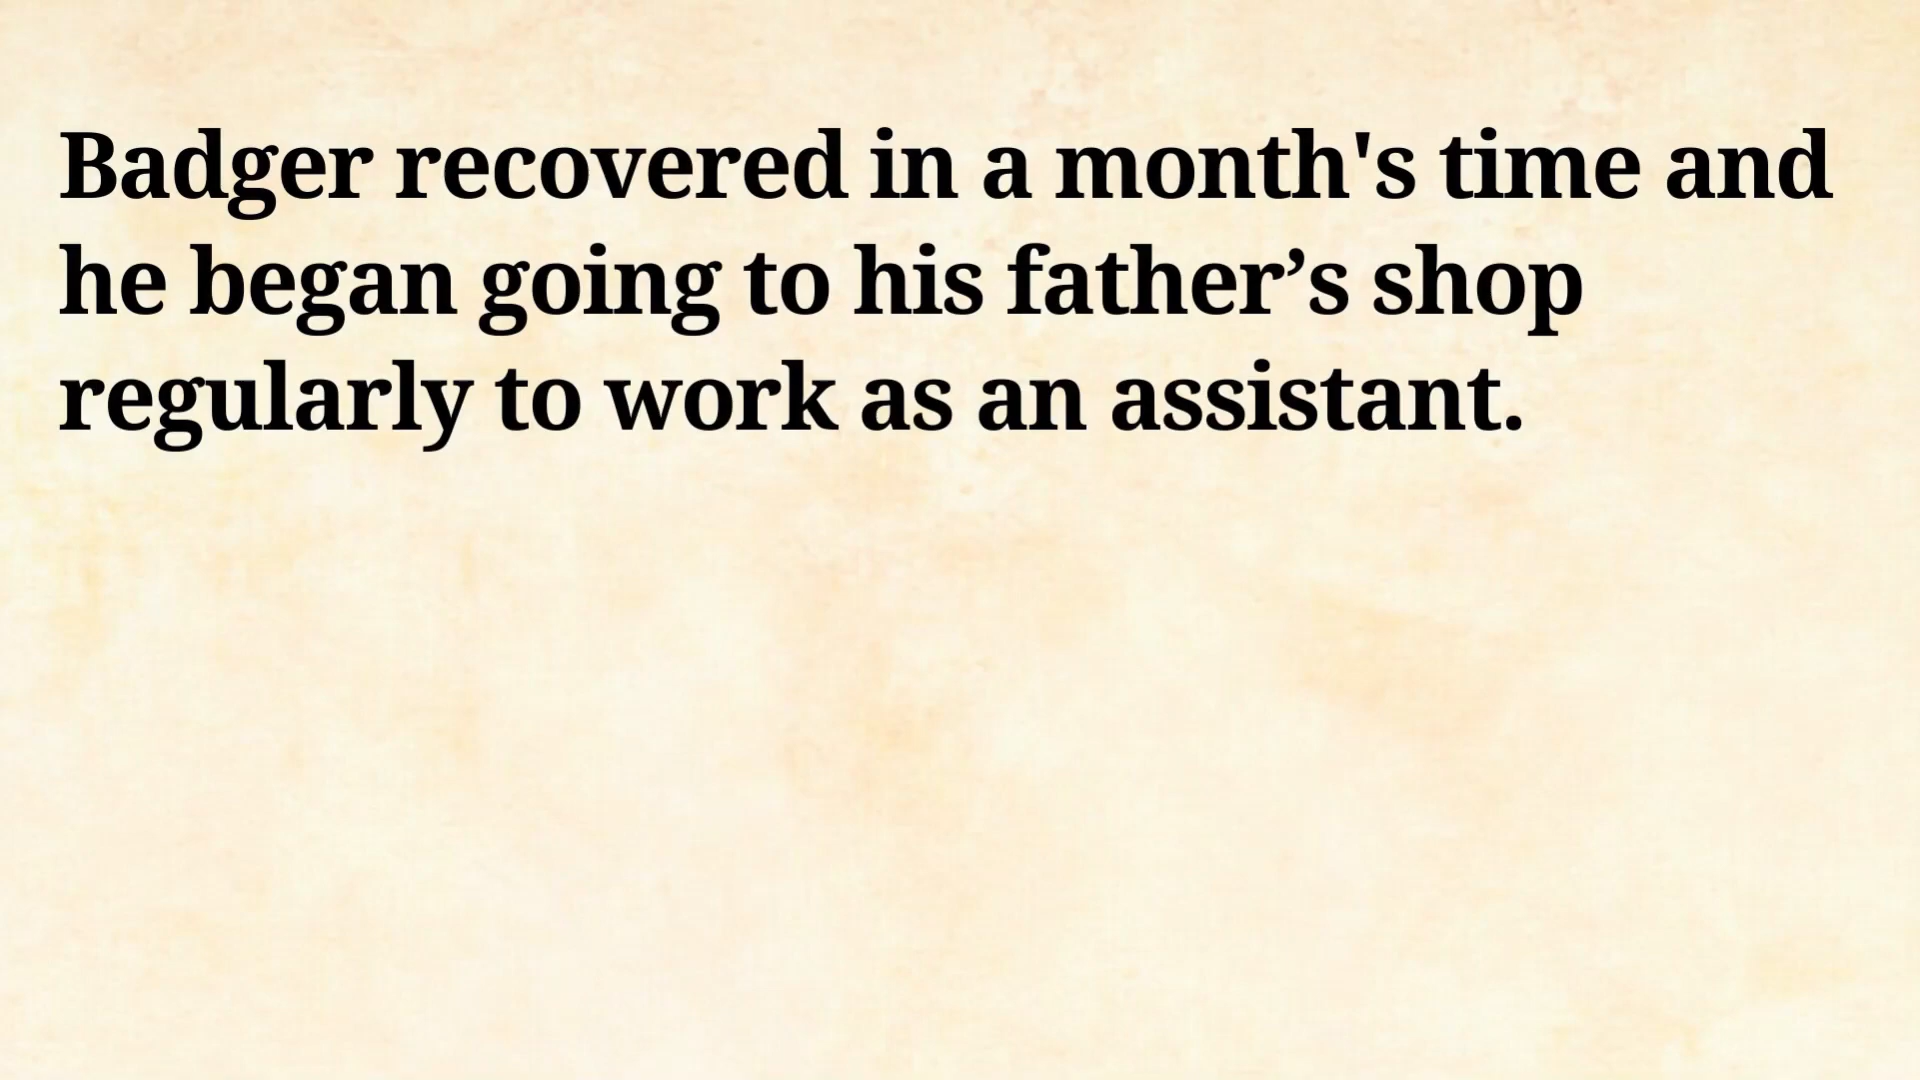 Badger recovered in a month's time and
he began going to his father’s shop
regularly to work as an assistant.